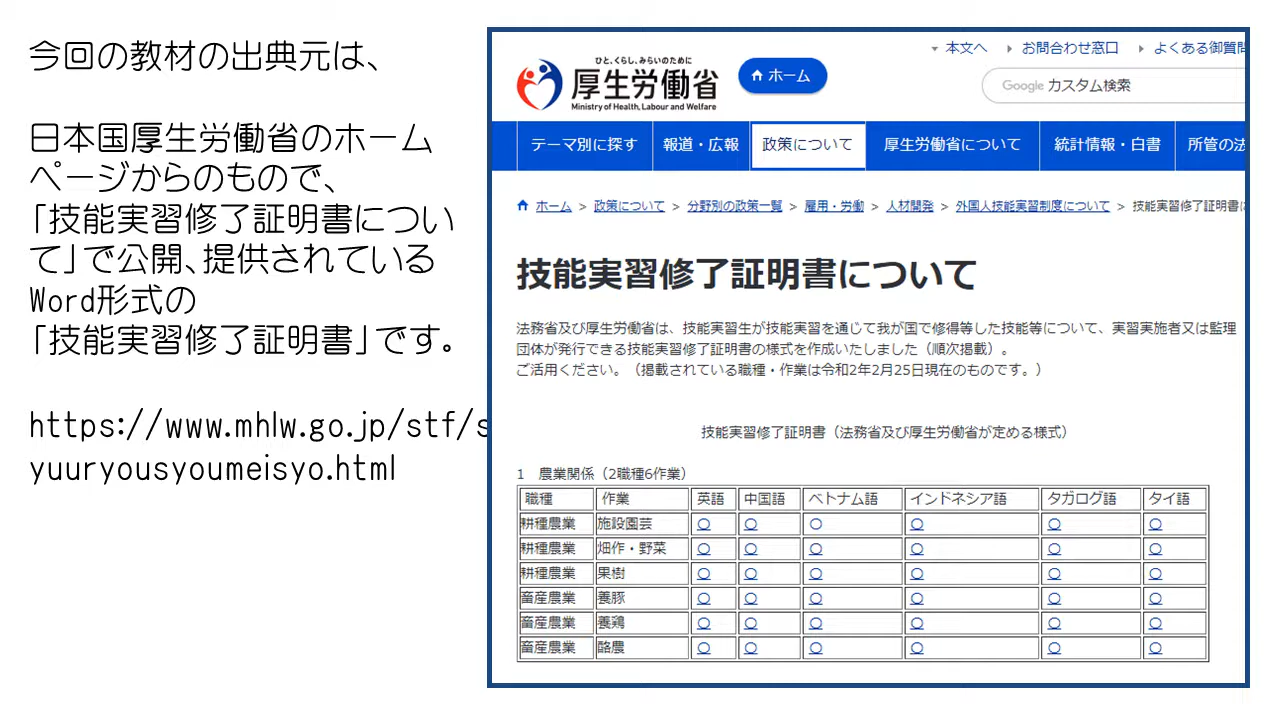 今回の教材の出典元は、
日本国厚生労働省のホーム
ページからのもので、
「技能実習修了証明書につい
て」で公開、提供されている
Word形式の
「技能実習修了証明書」です。
https://www.mhlw.go.jp/stf/s
yuuryousyoumeisyo.html
本文へ お問合わせ窓口 よくある御質問
ひと、くらし、みらいのために
厚生労働省
Ministry of Health, Labour and Welfare
ホーム
Google カスタム検索
テーマ別に探す 報道・広報 政策について 厚生労働省について 統計情報・白書 所管の法
ホーム > 政策について > 分野別の政策一覧 > 雇用・労働 > 人材開発 > 外国人技能実習制度について > 技能実習修了証明書に
技能実習修了証明書について
法務省及び厚生労働省は、技能実習生が技能実習を通じて我が国で修得等した技能等について、実習実施者又は監理
団体が発行できる技能実習修了証明書の様式を作成いたしました（順次掲載）。
ご活用ください。（掲載されている職種・作業は令和2年2月25日現在のものです。）
技能実習修了証明書（法務省及び厚生労働省が定める様式）
1　農業関係（2職種6作業）
職種 作業 英語 中国語 ベトナム語 インドネシア語 タガログ語 タイ語
耕種農業 施設園芸 ○ ○ ○ ○ ○ ○
耕種農業 畑作・野菜 ○ ○ ○ ○ ○ ○
耕種農業 果樹 ○ ○ ○ ○ ○ ○
畜産農業 養豚 ○ ○ ○ ○ ○ ○
畜産農業 養鶏 ○ ○ ○ ○ ○ ○
畜産農業 酪農 ○ ○ ○ ○ ○ ○